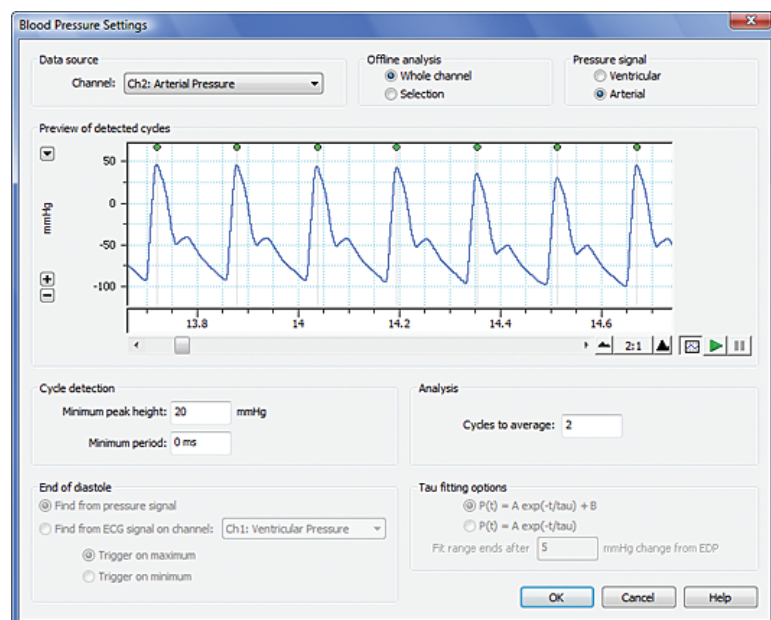 Blood Pressure Settings
Data source
Channel: Ch2: Arterial Pressure
Offline analysis
Whole channel
Selection
Pressure signal
Ventricular
Arterial
Preview of detected cycles
mmHg
50
0
-50
-100
13.8 14 14.2 14.4 14.6
2:1
Cycle detection
Minimum peak height: 20 mmHg
Minimum period: 0 ms
Analysis
Cycles to average: 2
End of diastole
Find from pressure signal
Find from ECG signal on channel: Ch1: Ventricular Pressure
Trigger on maximum
Trigger on minimum
Tau fitting options
P(t) = A exp(-t/tau) + B
P(t) = A exp(-t/tau)
Fit range ends after 5 mmHg change from EDP
OK Cancel Help